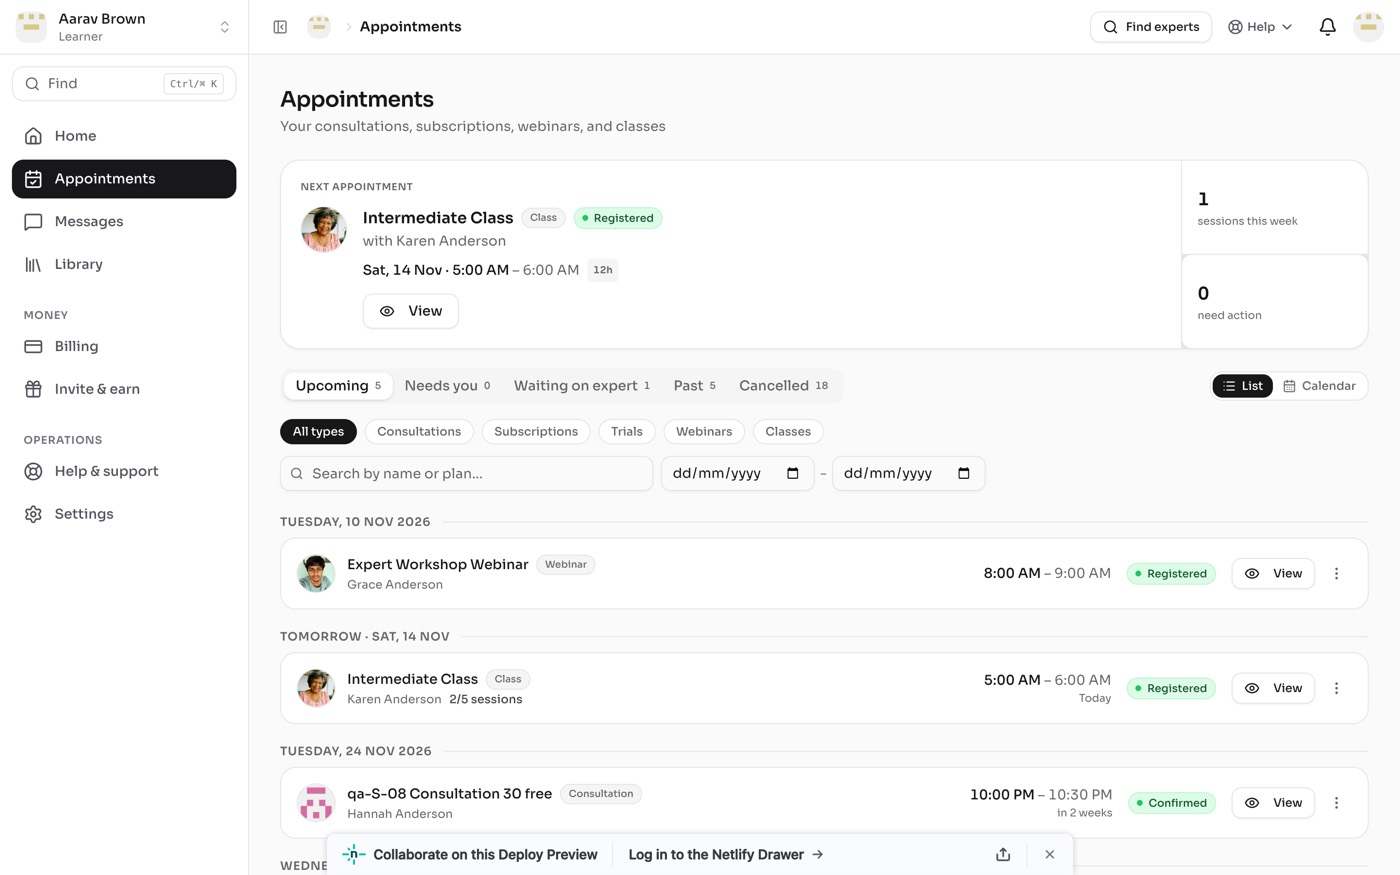 Aarav Brown
Learner
Find
Ctrl/⌘ K
Home
Appointments
Messages
Library
MONEY
Billing
Invite & earn
OPERATIONS
Help & support
Settings
Appointments
Find experts
Help
Appointments
Your consultations, subscriptions, webinars, and classes
NEXT APPOINTMENT
Intermediate Class Class Registered
with Karen Anderson
Sat, 14 Nov · 5:00 AM – 6:00 AM 12h
View
1
sessions this week
0
need action
Upcoming 5 Needs you 0 Waiting on expert 1 Past 5 Cancelled 18
List Calendar
All types Consultations Subscriptions Trials Webinars Classes
Search by name or plan... dd/mm/yyyy – dd/mm/yyyy
TUESDAY, 10 NOV 2026
Expert Workshop Webinar Webinar
Grace Anderson
8:00 AM – 9:00 AM Registered View
TOMORROW · SAT, 14 NOV
Intermediate Class Class
Karen Anderson 2/5 sessions
5:00 AM – 6:00 AM
Today
Registered View
TUESDAY, 24 NOV 2026
qa-S-08 Consultation 30 free Consultation
Hannah Anderson
10:00 PM – 10:30 PM
in 2 weeks
Confirmed View
Collaborate on this Deploy Preview Log in to the Netlify Drawer →